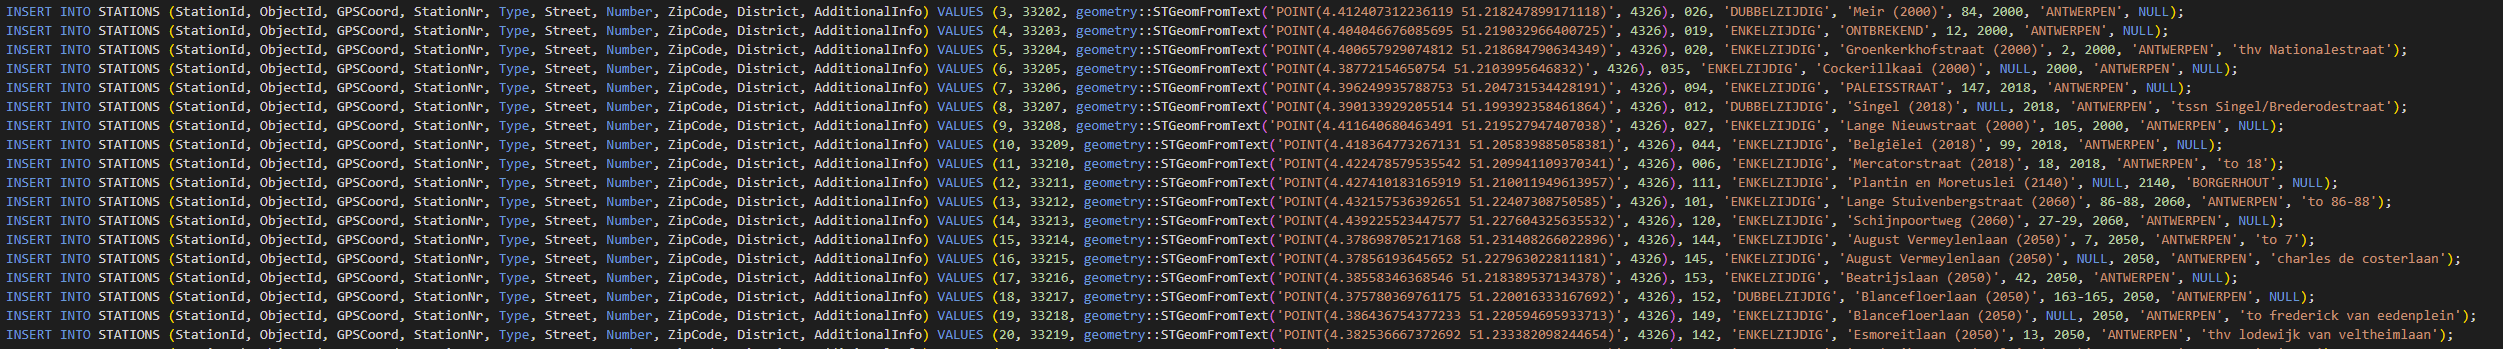 INSERT INTO STATIONS (StationId, ObjectId, GPSCoord, StationNr, Type, Street, Number, ZipCode, District, AdditionalInfo) VALUES (3, 33202, geometry::STGeomFromText('POINT(4.412407312236119 51.218247899171118)', 4326), 026, 'DUBBELZIJDIG', 'Meir (2000)', 84, 2000, 'ANTWERPEN', NULL);
INSERT INTO STATIONS (StationId, ObjectId, GPSCoord, StationNr, Type, Street, Number, ZipCode, District, AdditionalInfo) VALUES (4, 33203, geometry::STGeomFromText('POINT(4.404046676085695 51.219032966400725)', 4326), 019, 'ENKELZIJDIG', 'ONTBREKEND', 12, 2000, 'ANTWERPEN', NULL);
INSERT INTO STATIONS (StationId, ObjectId, GPSCoord, StationNr, Type, Street, Number, ZipCode, District, AdditionalInfo) VALUES (5, 33204, geometry::STGeomFromText('POINT(4.400657929074812 51.218684790634349)', 4326), 020, 'ENKELZIJDIG', 'Groenkerkhofstraat (2000)', 2, 2000, 'ANTWERPEN', 'thv Nationalestraat');
INSERT INTO STATIONS (StationId, ObjectId, GPSCoord, StationNr, Type, Street, Number, ZipCode, District, AdditionalInfo) VALUES (6, 33205, geometry::STGeomFromText('POINT(4.38772154650754 51.2103995646832)', 4326), 035, 'ENKELZIJDIG', 'Cockerillkaai (2000)', NULL, 2000, 'ANTWERPEN', NULL);
INSERT INTO STATIONS (StationId, ObjectId, GPSCoord, StationNr, Type, Street, Number, ZipCode, District, AdditionalInfo) VALUES (7, 33206, geometry::STGeomFromText('POINT(4.396249935788753 51.204731534428191)', 4326), 094, 'ENKELZIJDIG', 'PALEISSTRAAT', 147, 2018, 'ANTWERPEN', NULL);
INSERT INTO STATIONS (StationId, ObjectId, GPSCoord, StationNr, Type, Street, Number, ZipCode, District, AdditionalInfo) VALUES (8, 33207, geometry::STGeomFromText('POINT(4.390133929205514 51.199392358461864)', 4326), 012, 'DUBBELZIJDIG', 'Singel (2018)', NULL, 2018, 'ANTWERPEN', 'tssn Singel/Brederodestraat');
INSERT INTO STATIONS (StationId, ObjectId, GPSCoord, StationNr, Type, Street, Number, ZipCode, District, AdditionalInfo) VALUES (9, 33208, geometry::STGeomFromText('POINT(4.411640680463491 51.219527947407038)', 4326), 027, 'ENKELZIJDIG', 'Lange Nieuwstraat (2000)', 105, 2000, 'ANTWERPEN', NULL);
INSERT INTO STATIONS (StationId, ObjectId, GPSCoord, StationNr, Type, Street, Number, ZipCode, District, AdditionalInfo) VALUES (10, 33209, geometry::STGeomFromText('POINT(4.418364773267131 51.205839885058381)', 4326), 044, 'ENKELZIJDIG', 'Belgiëlei (2018)', 99, 2018, 'ANTWERPEN', NULL);
INSERT INTO STATIONS (StationId, ObjectId, GPSCoord, StationNr, Type, Street, Number, ZipCode, District, AdditionalInfo) VALUES (11, 33210, geometry::STGeomFromText('POINT(4.422478579535542 51.209941109370341)', 4326), 006, 'ENKELZIJDIG', 'Mercatorstraat (2018)', 18, 2018, 'ANTWERPEN', 'to 18');
INSERT INTO STATIONS (StationId, ObjectId, GPSCoord, StationNr, Type, Street, Number, ZipCode, District, AdditionalInfo) VALUES (12, 33211, geometry::STGeomFromText('POINT(4.427410183165919 51.210011949613957)', 4326), 111, 'ENKELZIJDIG', 'Plantin en Moretuslei (2140)', NULL, 2140, 'BORGERHOUT', NULL);
INSERT INTO STATIONS (StationId, ObjectId, GPSCoord, StationNr, Type, Street, Number, ZipCode, District, AdditionalInfo) VALUES (13, 33212, geometry::STGeomFromText('POINT(4.432157536392651 51.22407308750585)', 4326), 101, 'ENKELZIJDIG', 'Lange Stuivenbergstraat (2060)', 86-88, 2060, 'ANTWERPEN', 'to 86-88');
INSERT INTO STATIONS (StationId, ObjectId, GPSCoord, StationNr, Type, Street, Number, ZipCode, District, AdditionalInfo) VALUES (14, 33213, geometry::STGeomFromText('POINT(4.439225523447577 51.227604325635532)', 4326), 120, 'ENKELZIJDIG', 'Schijnpoortweg (2060)', 27-29, 2060, 'ANTWERPEN', NULL);
INSERT INTO STATIONS (StationId, ObjectId, GPSCoord, StationNr, Type, Street, Number, ZipCode, District, AdditionalInfo) VALUES (15, 33214, geometry::STGeomFromText('POINT(4.378698705217168 51.231408266022896)', 4326), 144, 'ENKELZIJDIG', 'August Vermeylenlaan (2050)', 7, 2050, 'ANTWERPEN', 'to 7');
INSERT INTO STATIONS (StationId, ObjectId, GPSCoord, StationNr, Type, Street, Number, ZipCode, District, AdditionalInfo) VALUES (16, 33215, geometry::STGeomFromText('POINT(4.37856193645652 51.227963022811181)', 4326), 145, 'ENKELZIJDIG', 'August Vermeylenlaan (2050)', NULL, 2050, 'ANTWERPEN', 'charles de costerlaan');
INSERT INTO STATIONS (StationId, ObjectId, GPSCoord, StationNr, Type, Street, Number, ZipCode, District, AdditionalInfo) VALUES (17, 33216, geometry::STGeomFromText('POINT(4.38558346368546 51.218389537134378)', 4326), 153, 'ENKELZIJDIG', 'Beatrijslaan (2050)', 42, 2050, 'ANTWERPEN', NULL);
INSERT INTO STATIONS (StationId, ObjectId, GPSCoord, StationNr, Type, Street, Number, ZipCode, District, AdditionalInfo) VALUES (18, 33217, geometry::STGeomFromText('POINT(4.375780369761175 51.220016333167692)', 4326), 152, 'DUBBELZIJDIG', 'Blancefloerlaan (2050)', 163-165, 2050, 'ANTWERPEN', NULL);
INSERT INTO STATIONS (StationId, ObjectId, GPSCoord, StationNr, Type, Street, Number, ZipCode, District, AdditionalInfo) VALUES (19, 33218, geometry::STGeomFromText('POINT(4.386436754377233 51.220594695933713)', 4326), 149, 'ENKELZIJDIG', 'Blancefloerlaan (2050)', NULL, 2050, 'ANTWERPEN', 'to frederick van eedenplein');
INSERT INTO STATIONS (StationId, ObjectId, GPSCoord, StationNr, Type, Street, Number, ZipCode, District, AdditionalInfo) VALUES (20, 33219, geometry::STGeomFromText('POINT(4.382536667372692 51.233382098244654)', 4326), 142, 'ENKELZIJDIG', 'Esmoreitlaan (2050)', 13, 2050, 'ANTWERPEN', 'thv lodewijk van veltheimlaan');